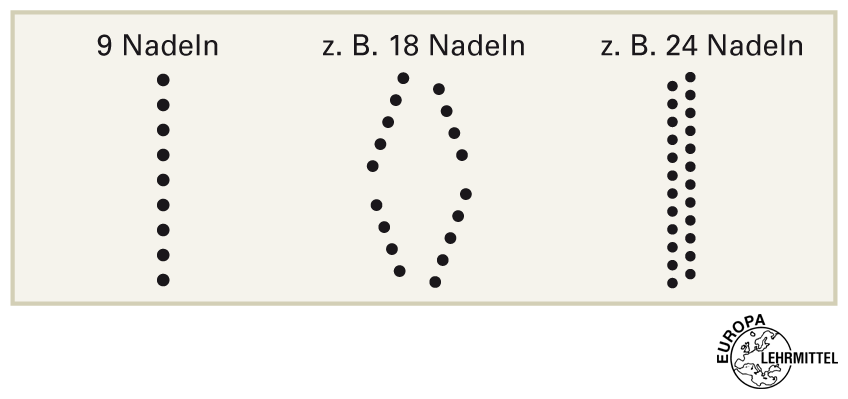 9 Nadeln
z. B. 18 Nadeln
z. B. 24 Nadeln
EUROPA
LEHRMITTEL